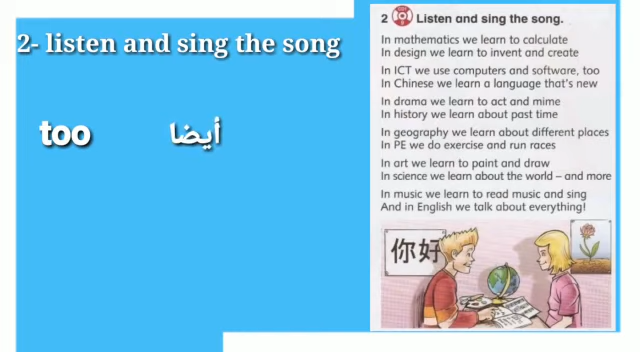 2- listen and sing the song
too
أيضا
2 Listen and sing the song.
In mathematics we learn to calculate
In design we learn to invent and create
In ICT we use computers and software, too
In Chinese we learn a language that's new
In drama we learn to act and mime
In history we learn about past time
In geography we learn about different places
In PE we do exercise and run races
In art we learn to paint and draw
In science we learn about the world – and more
In music we learn to read music and sing
And in English we talk about everything!
你好